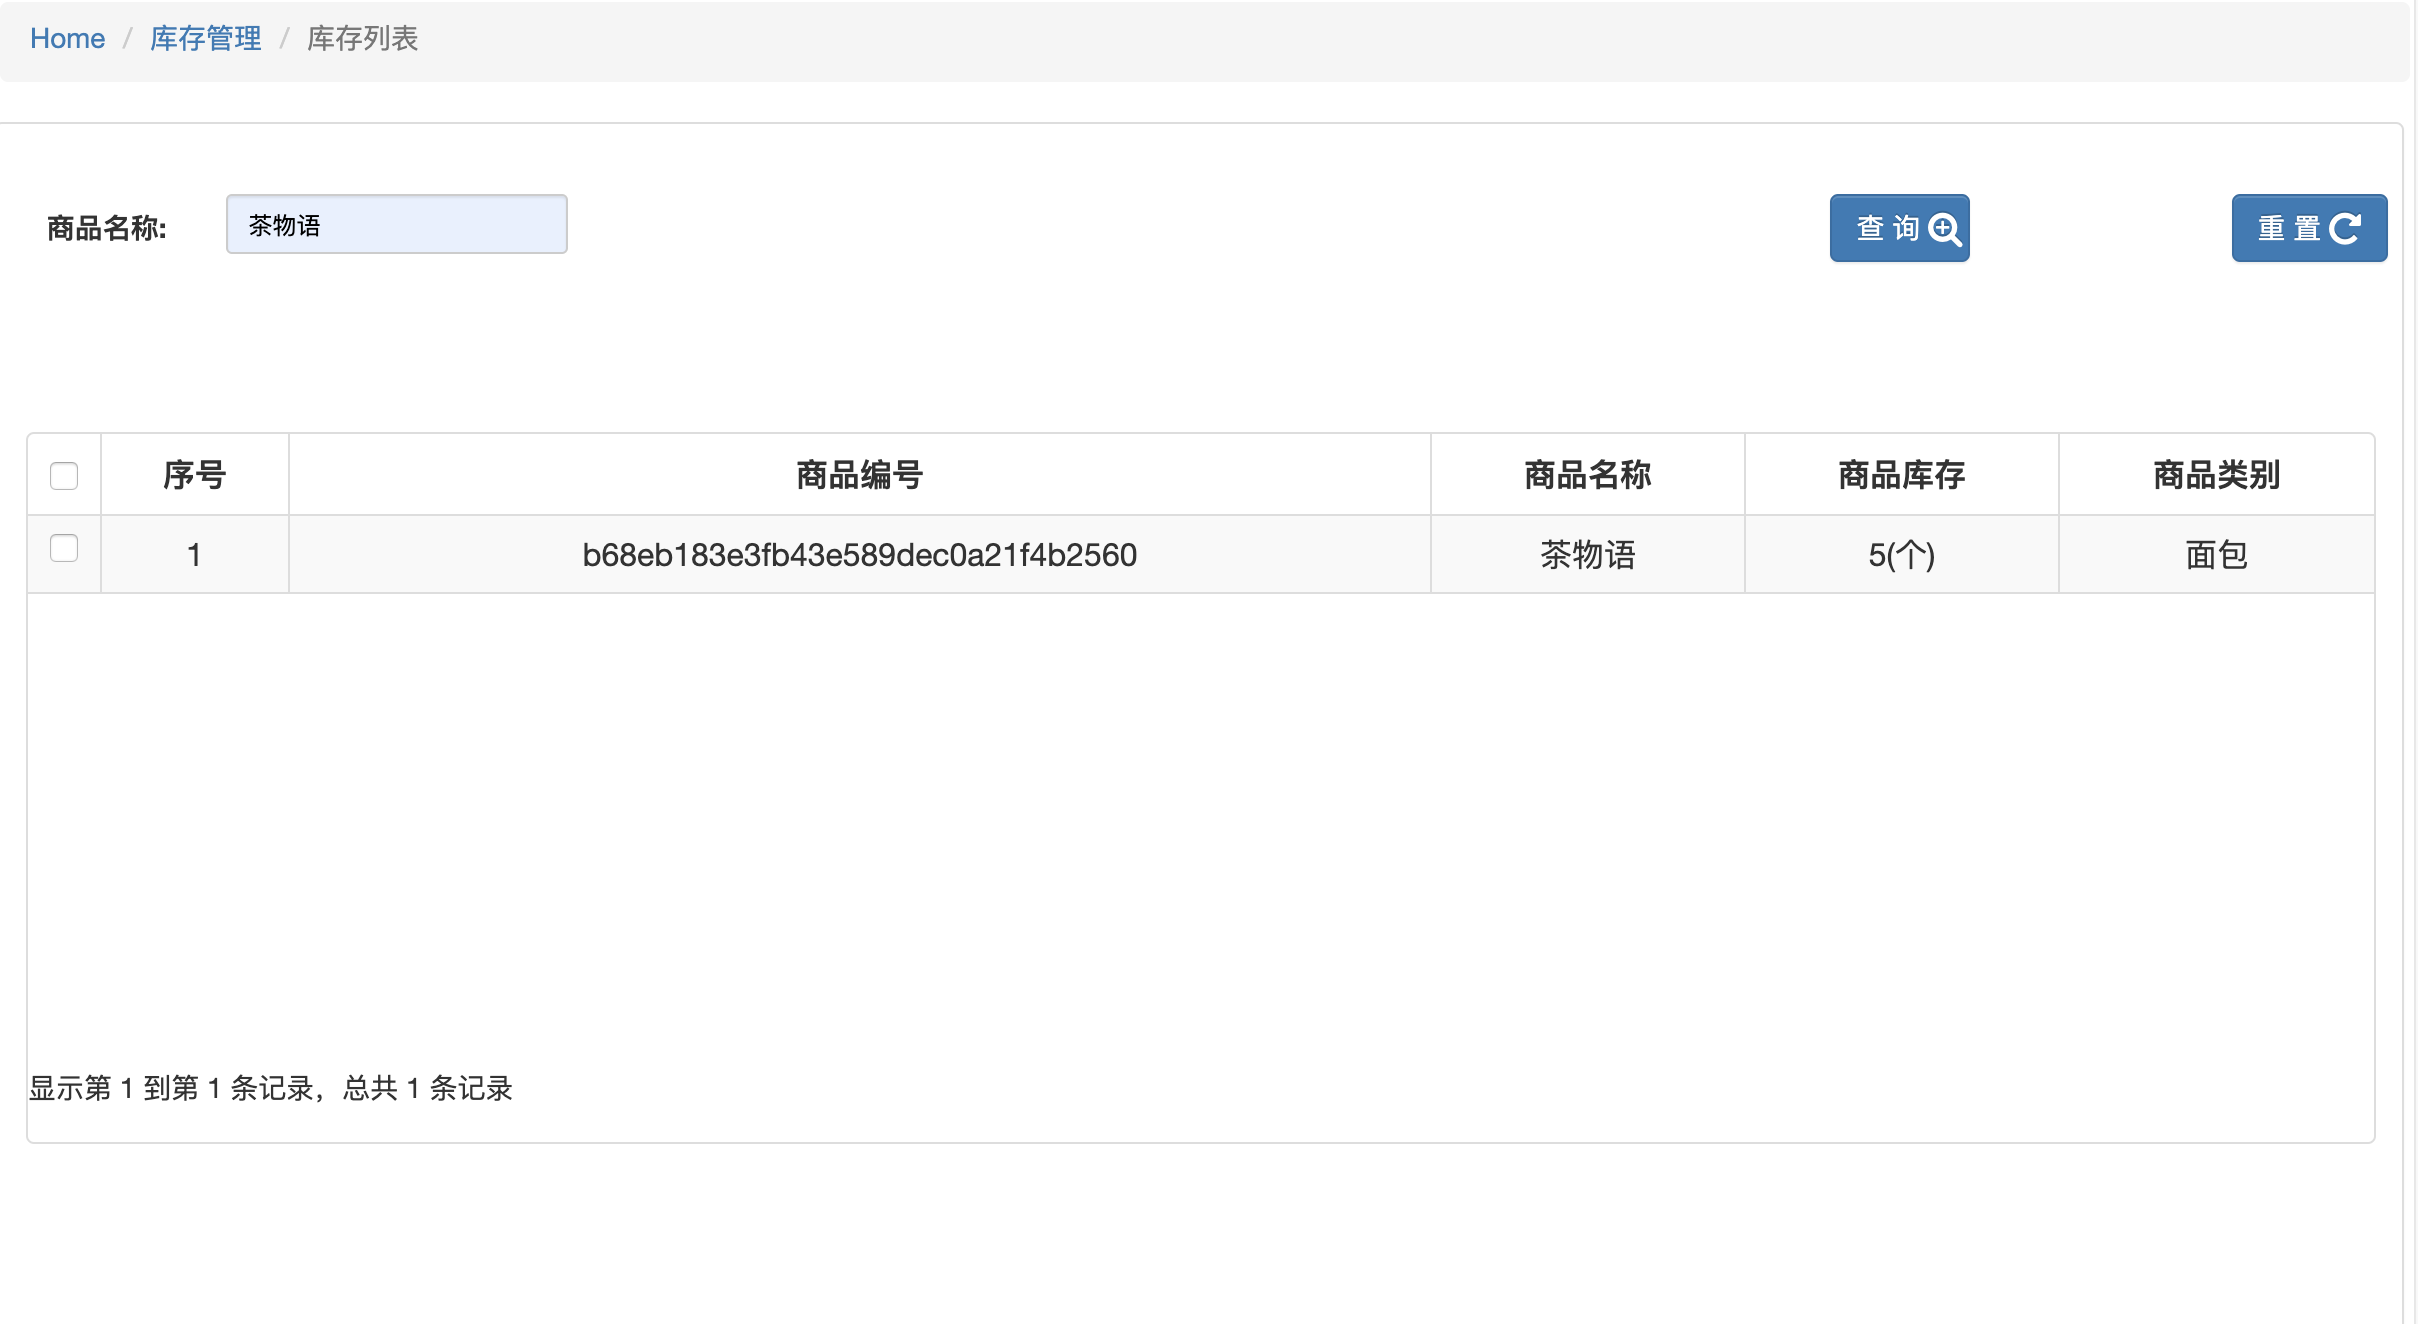 Home / 库存管理 / 库存列表
商品名称: 茶物语 查 询 重 置
序号 商品编号 商品名称 商品库存 商品类别
1 b68eb183e3fb43e589dec0a21f4b2560 茶物语 5(个) 面包
显示第 1 到第 1 条记录，总共 1 条记录